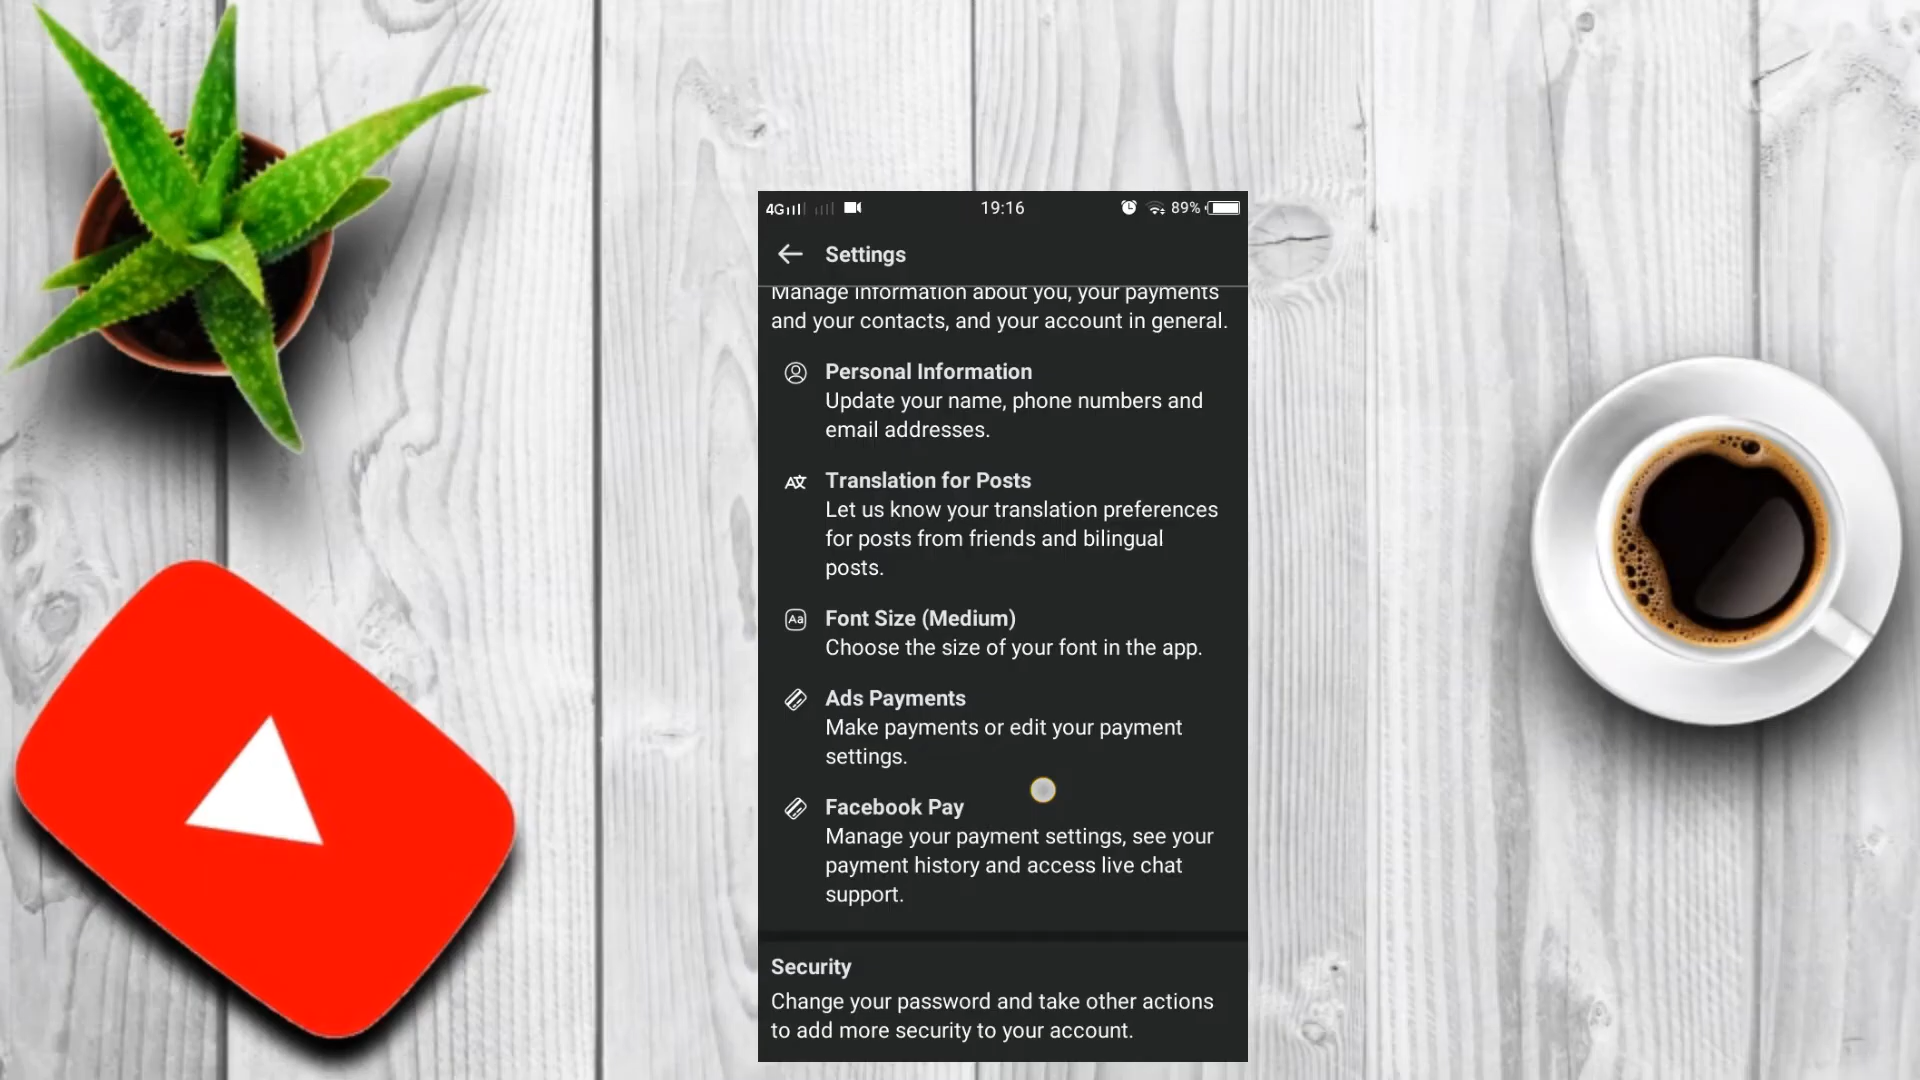 4G 19:16 89%
Settings
Manage information about you, your payments
and your contacts, and your account in general.
Personal Information
Update your name, phone numbers and
email addresses.
Translation for Posts
Let us know your translation preferences
for posts from friends and bilingual
posts.
Aa Font Size (Medium)
Choose the size of your font in the app.
Ads Payments
Make payments or edit your payment
settings.
Facebook Pay
Manage your payment settings, see your
payment history and access live chat
support.
Security
Change your password and take other actions
to add more security to your account.